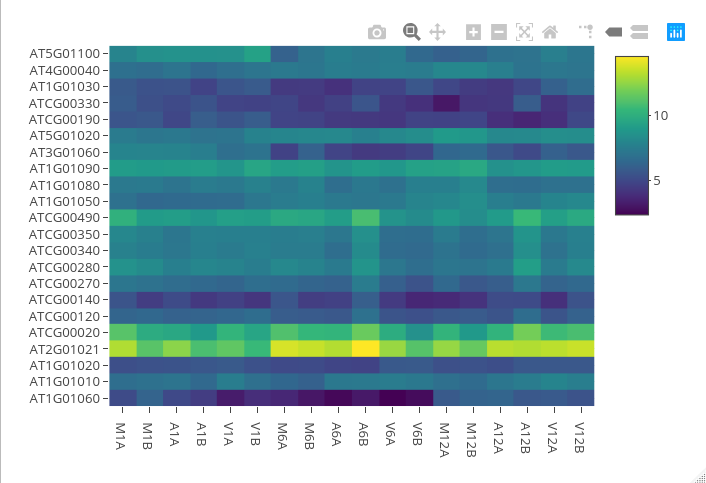 AT5G01100
AT4G00040
AT1G01030
ATCG00330
ATCG00190
AT5G01020
AT3G01060
AT1G01090
AT1G01080
AT1G01050
ATCG00490
ATCG00350
ATCG00340
ATCG00280
ATCG00270
ATCG00140
ATCG00120
ATCG00020
AT2G01021
AT1G01020
AT1G01010
AT1G01060
M1A
M1B
A1A
A1B
V1A
V1B
M6A
M6B
A6A
A6B
V6A
V6B
M12A
M12B
A12A
A12B
V12A
V12B
10
5